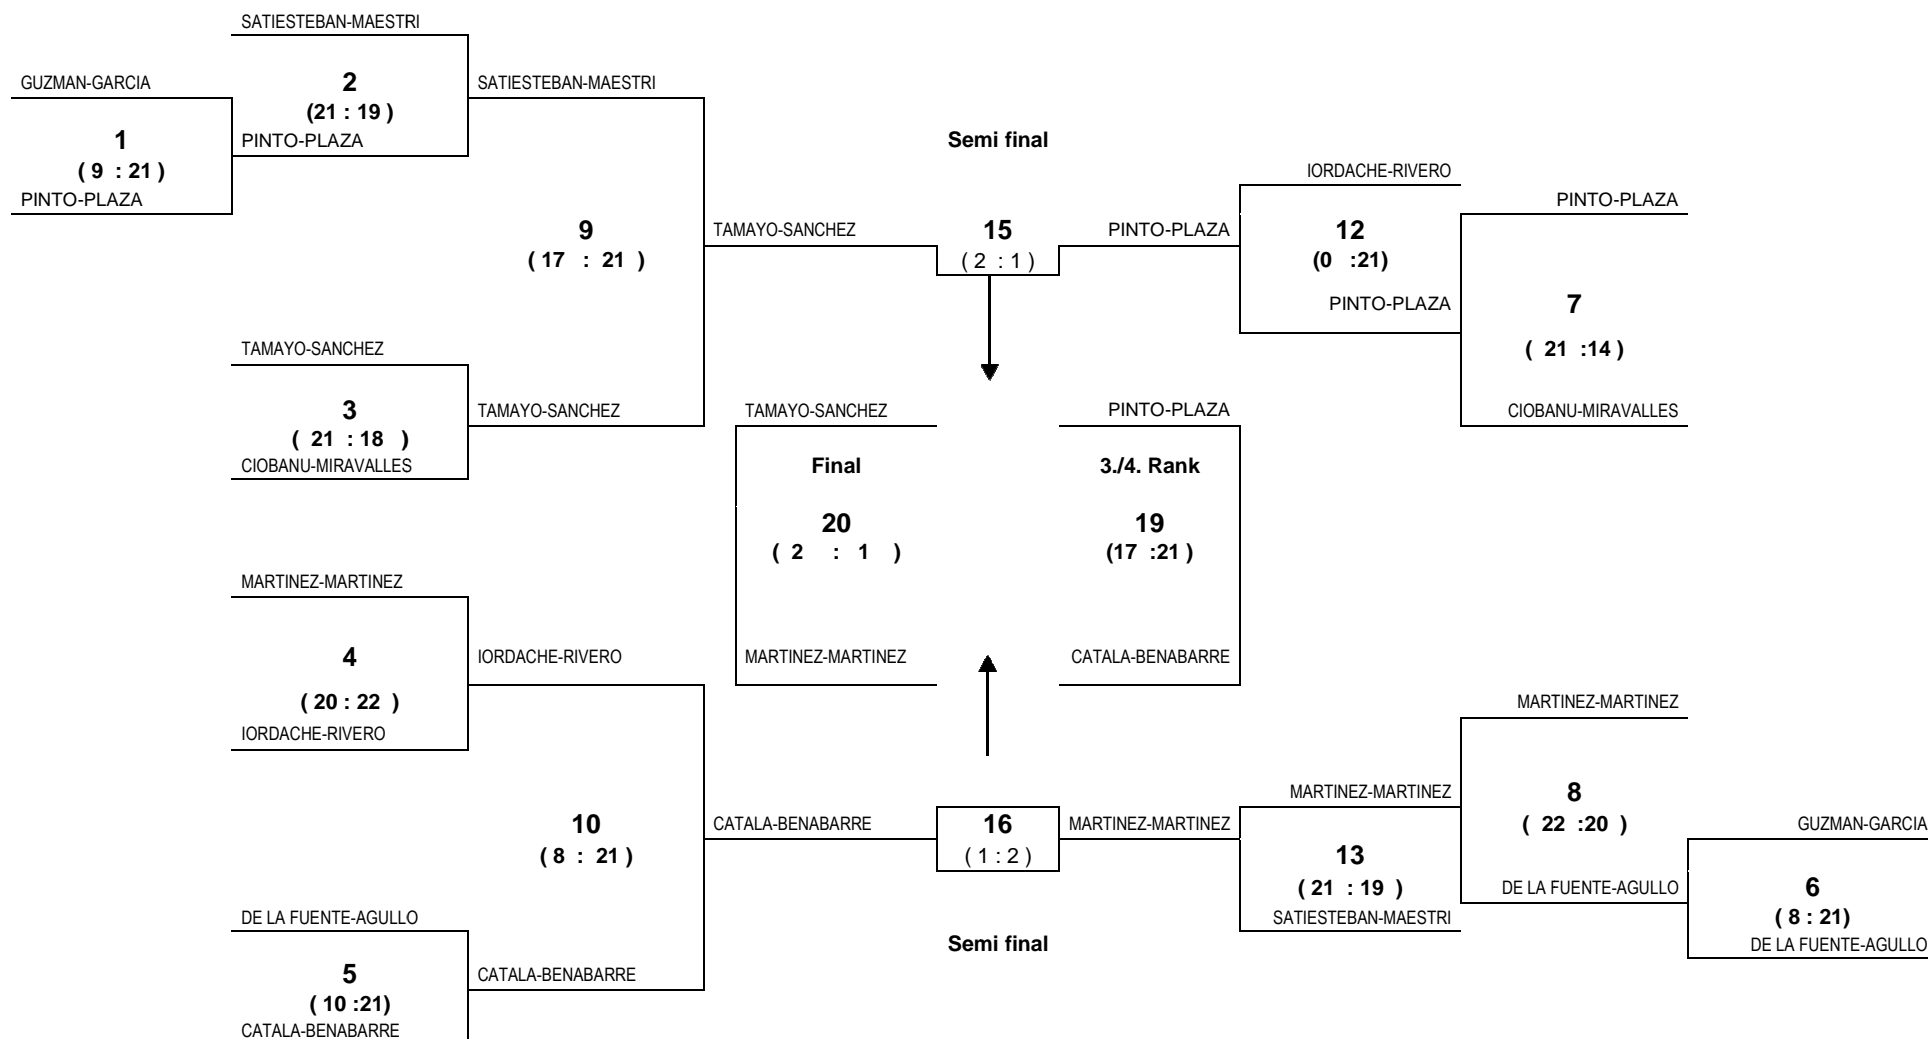 SATIESTEBAN-MAESTRI
GUZMAN-GARCIA
2
SATIESTEBAN-MAESTRI
(21 : 19 )
1
PINTO-PLAZA
Semi final
( 9 : 21 )
IORDACHE-RIVERO
PINTO-PLAZA
PINTO-PLAZA
9
TAMAYO-SANCHEZ
15
PINTO-PLAZA
12
( 17 : 21 )
( 2 : 1 )
(0 :21)
PINTO-PLAZA
7
TAMAYO-SANCHEZ
( 21 :14 )
3
TAMAYO-SANCHEZ
TAMAYO-SANCHEZ
PINTO-PLAZA
CIOBANU-MIRAVALLES
( 21 : 18 )
CIOBANU-MIRAVALLES
Final
3./4. Rank
20
19
( 2 : 1 )
(17 :21 )
MARTINEZ-MARTINEZ
4
IORDACHE-RIVERO
MARTINEZ-MARTINEZ
CATALA-BENABARRE
( 20 : 22 )
MARTINEZ-MARTINEZ
IORDACHE-RIVERO
MARTINEZ-MARTINEZ
8
10
CATALA-BENABARRE
16
MARTINEZ-MARTINEZ
( 22 :20 )
GUZMAN-GARCIA
( 8 : 21 )
( 1 : 2 )
13
( 21 : 19 )
DE LA FUENTE-AGULLO
6
DE LA FUENTE-AGULLO
SATIESTEBAN-MAESTRI
( 8 : 21)
Semi final
DE LA FUENTE-AGULLO
5
CATALA-BENABARRE
( 10 :21)
CATALA-BENABARRE